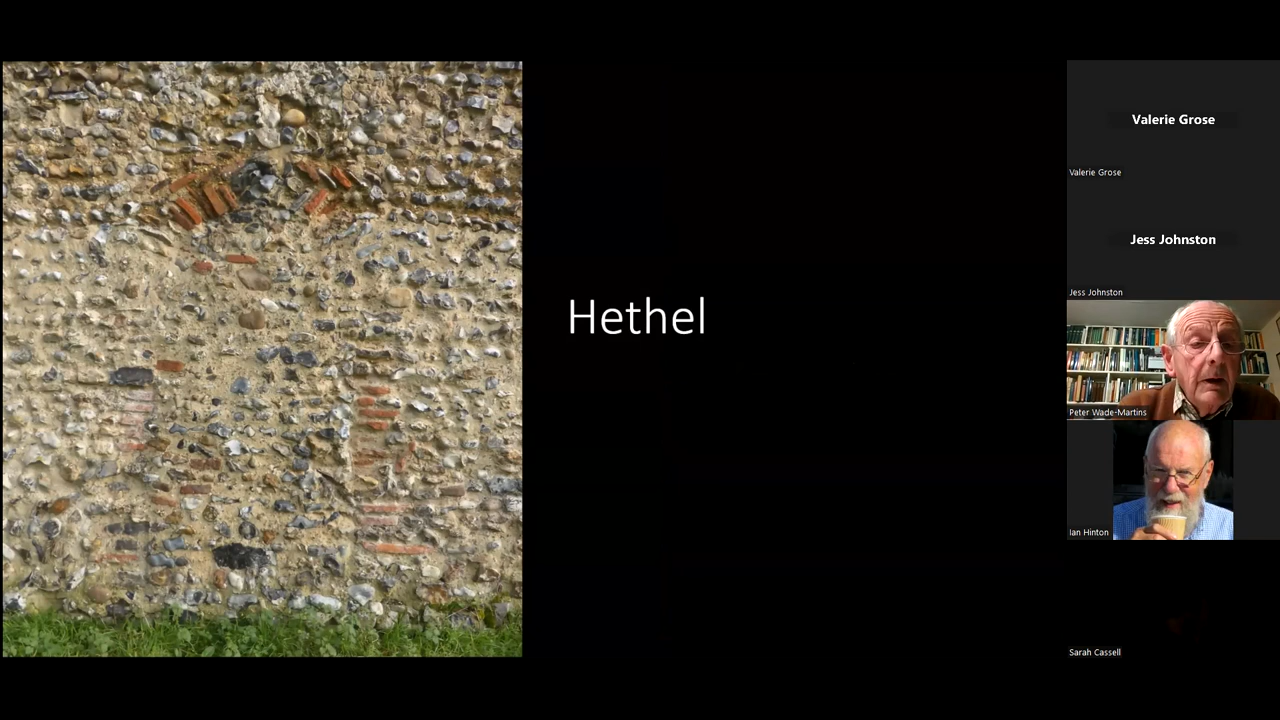 Hethel
Valerie Grose
Valerie Grose
Jess Johnston
Jess Johnston
Peter Wade-Martins
Ian Hinton
Sarah Cassell